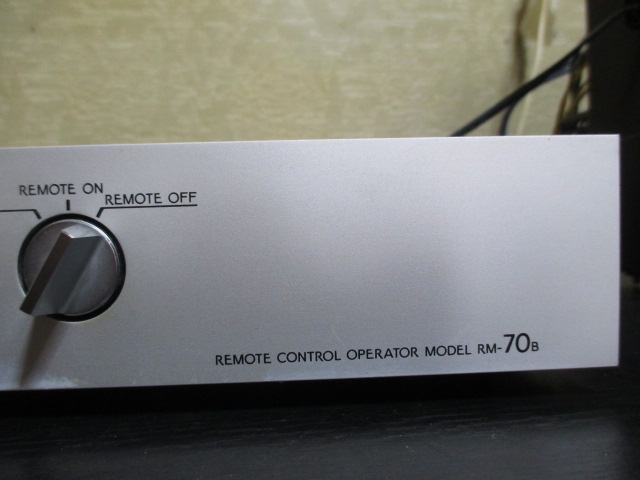 REMOTE ON
REMOTE OFF
REMOTE CONTROL OPERATOR MODEL RM-70B